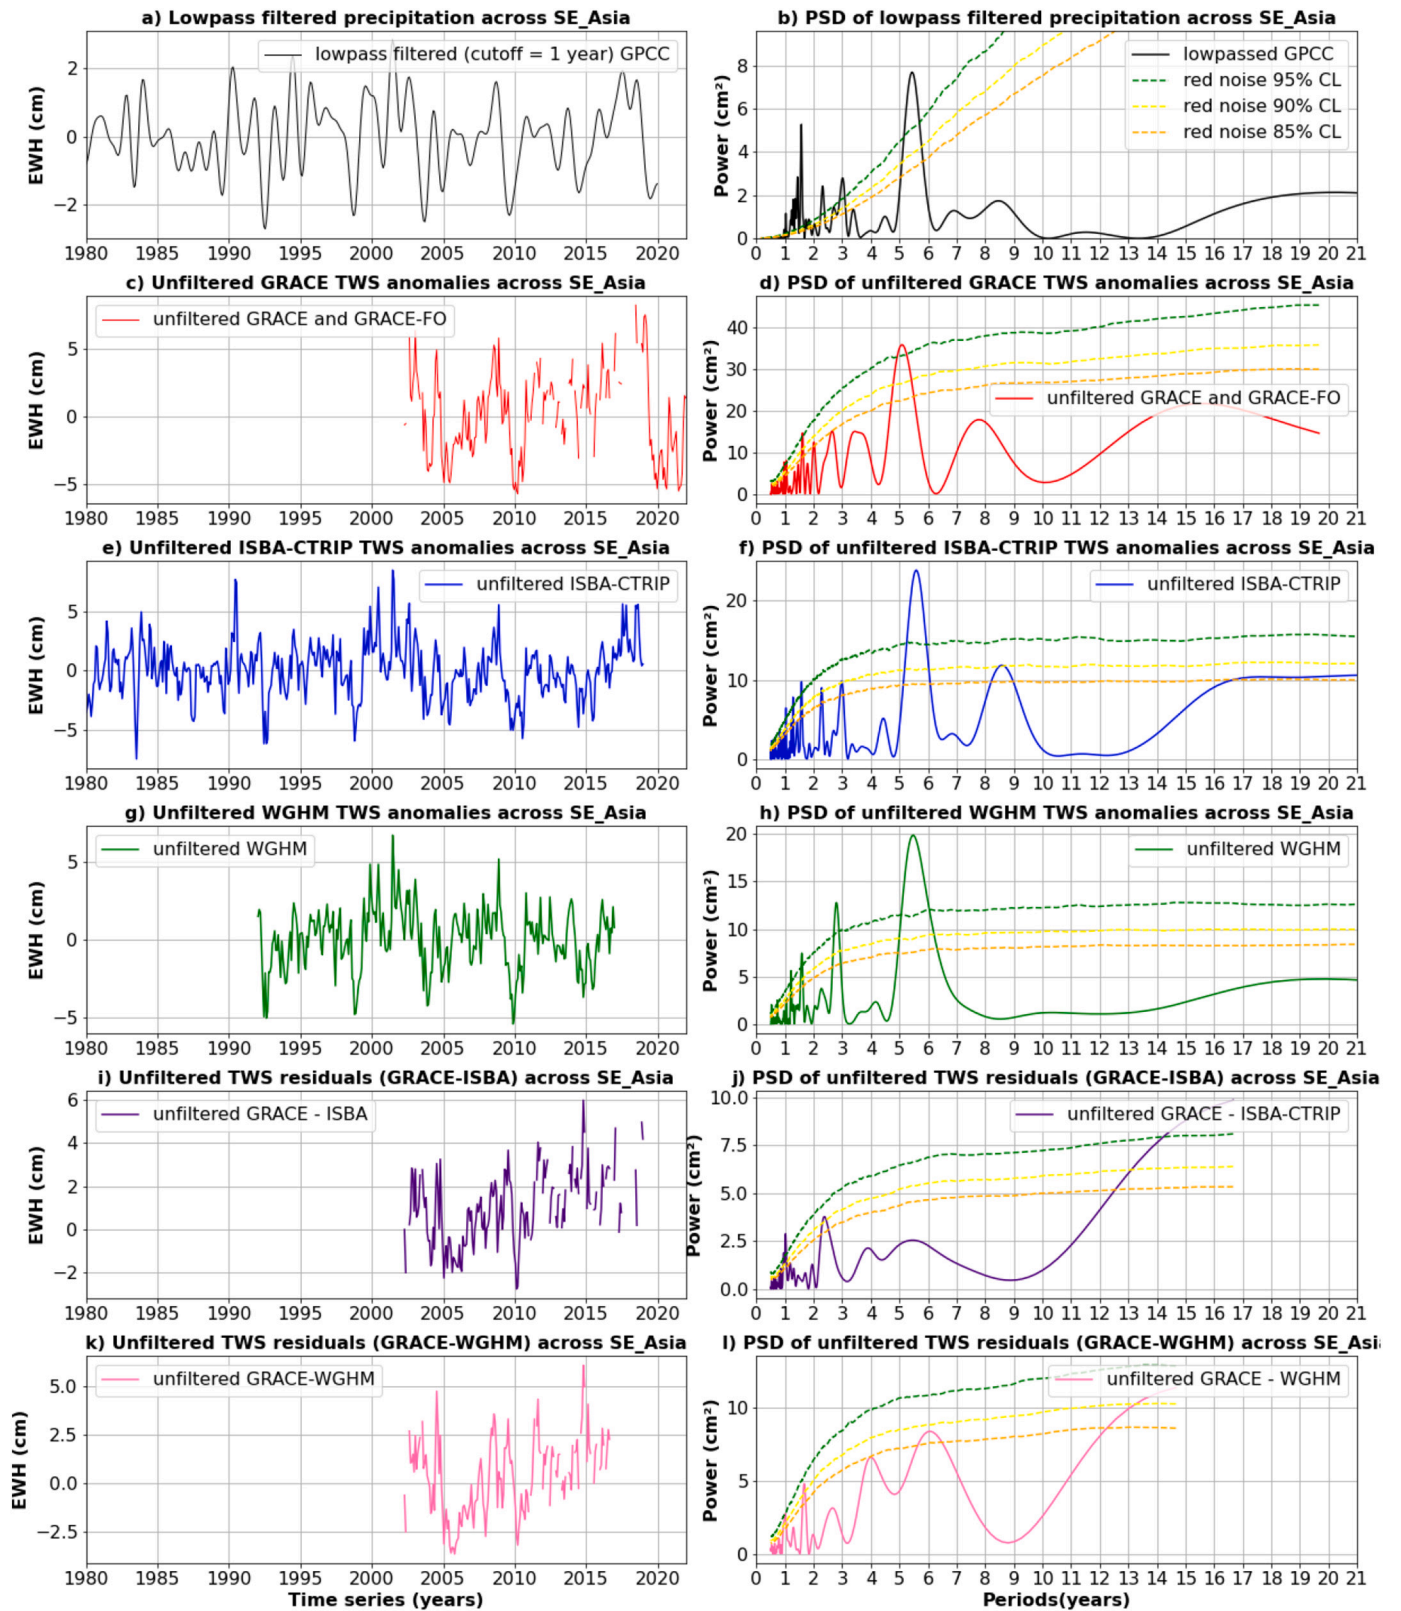 a) Lowpass filtered precipitation across SE_Asia
lowpass filtered (cutoff = 1 year) GPCC
EWH (cm)
2
0
−2
1980 1985 1990 1995 2000 2005 2010 2015 2020
b) PSD of lowpass filtered precipitation across SE_Asia
lowpassed GPCC
red noise 95% CL
red noise 90% CL
red noise 85% CL
Power (cm²)
8
6
4
2
0
0 1 2 3 4 5 6 7 8 9 10 11 12 13 14 15 16 17 18 19 20 21
c) Unfiltered GRACE TWS anomalies across SE_Asia
unfiltered GRACE and GRACE-FO
EWH (cm)
5
0
−5
1980 1985 1990 1995 2000 2005 2010 2015 2020
d) PSD of unfiltered GRACE TWS anomalies across SE_Asia
unfiltered GRACE and GRACE-FO
Power (cm²)
40
30
20
10
0
0 1 2 3 4 5 6 7 8 9 10 11 12 13 14 15 16 17 18 19 20 21
e) Unfiltered ISBA-CTRIP TWS anomalies across SE_Asia
unfiltered ISBA-CTRIP
EWH (cm)
5
0
−5
1980 1985 1990 1995 2000 2005 2010 2015 2020
f) PSD of unfiltered ISBA-CTRIP TWS anomalies across SE_Asia
unfiltered ISBA-CTRIP
Power (cm²)
20
10
0
0 1 2 3 4 5 6 7 8 9 10 11 12 13 14 15 16 17 18 19 20 21
g) Unfiltered WGHM TWS anomalies across SE_Asia
unfiltered WGHM
EWH (cm)
5
0
−5
1980 1985 1990 1995 2000 2005 2010 2015 2020
h) PSD of unfiltered WGHM TWS anomalies across SE_Asia
unfiltered WGHM
Power (cm²)
20
15
10
5
0
0 1 2 3 4 5 6 7 8 9 10 11 12 13 14 15 16 17 18 19 20 21
i) Unfiltered TWS residuals (GRACE-ISBA) across SE_Asia
unfiltered GRACE - ISBA
EWH (cm)
6
4
2
0
−2
1980 1985 1990 1995 2000 2005 2010 2015 2020
j) PSD of unfiltered TWS residuals (GRACE-ISBA) across SE_Asia
unfiltered GRACE - ISBA-CTRIP
Power (cm²)
10.0
7.5
5.0
2.5
0.0
0 1 2 3 4 5 6 7 8 9 10 11 12 13 14 15 16 17 18 19 20 21
k) Unfiltered TWS residuals (GRACE-WGHM) across SE_Asia
unfiltered GRACE-WGHM
EWH (cm)
5.0
2.5
0.0
−2.5
1980 1985 1990 1995 2000 2005 2010 2015 2020
Time series (years)
l) PSD of unfiltered TWS residuals (GRACE-WGHM) across SE_Asi
unfiltered GRACE - WGHM
Power (cm²)
10
5
0
0 1 2 3 4 5 6 7 8 9 10 11 12 13 14 15 16 17 18 19 20 21
Periods(years)